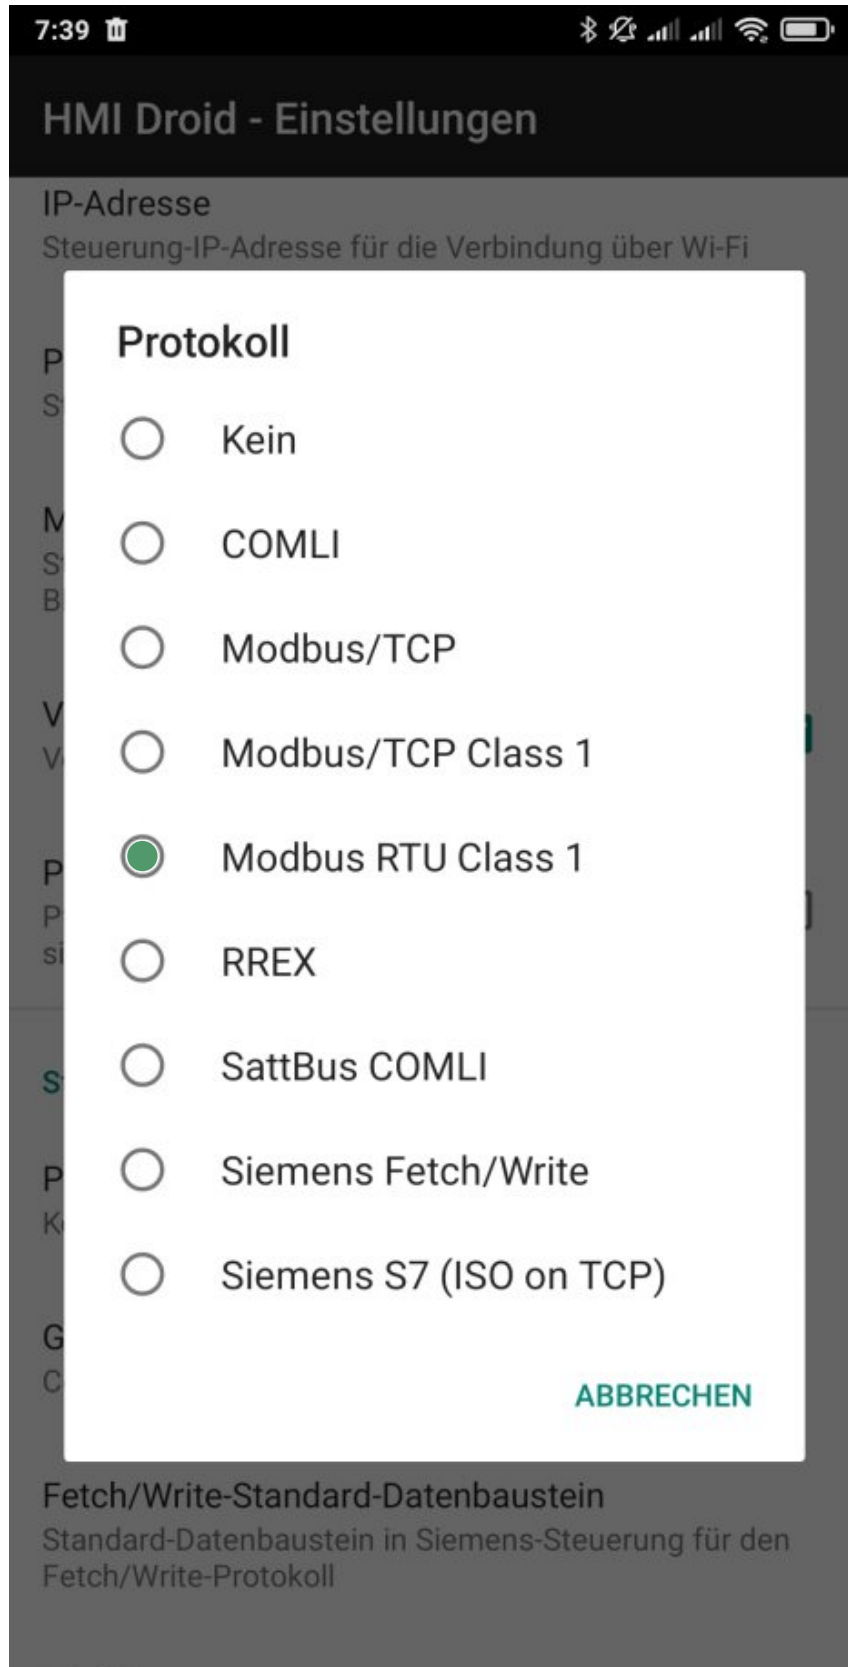 7:39
HMI Droid - Einstellungen
IP-Adresse
Steuerung-IP-Adresse für die Verbindung über Wi-Fi
Protokoll
Kein
COMLI
Modbus/TCP
Modbus/TCP Class 1
Modbus RTU Class 1
RREX
SattBus COMLI
Siemens Fetch/Write
Siemens S7 (ISO on TCP)
ABBRECHEN
Fetch/Write-Standard-Datenbaustein
Standard-Datenbaustein in Siemens-Steuerung für den
Fetch/Write-Protokoll